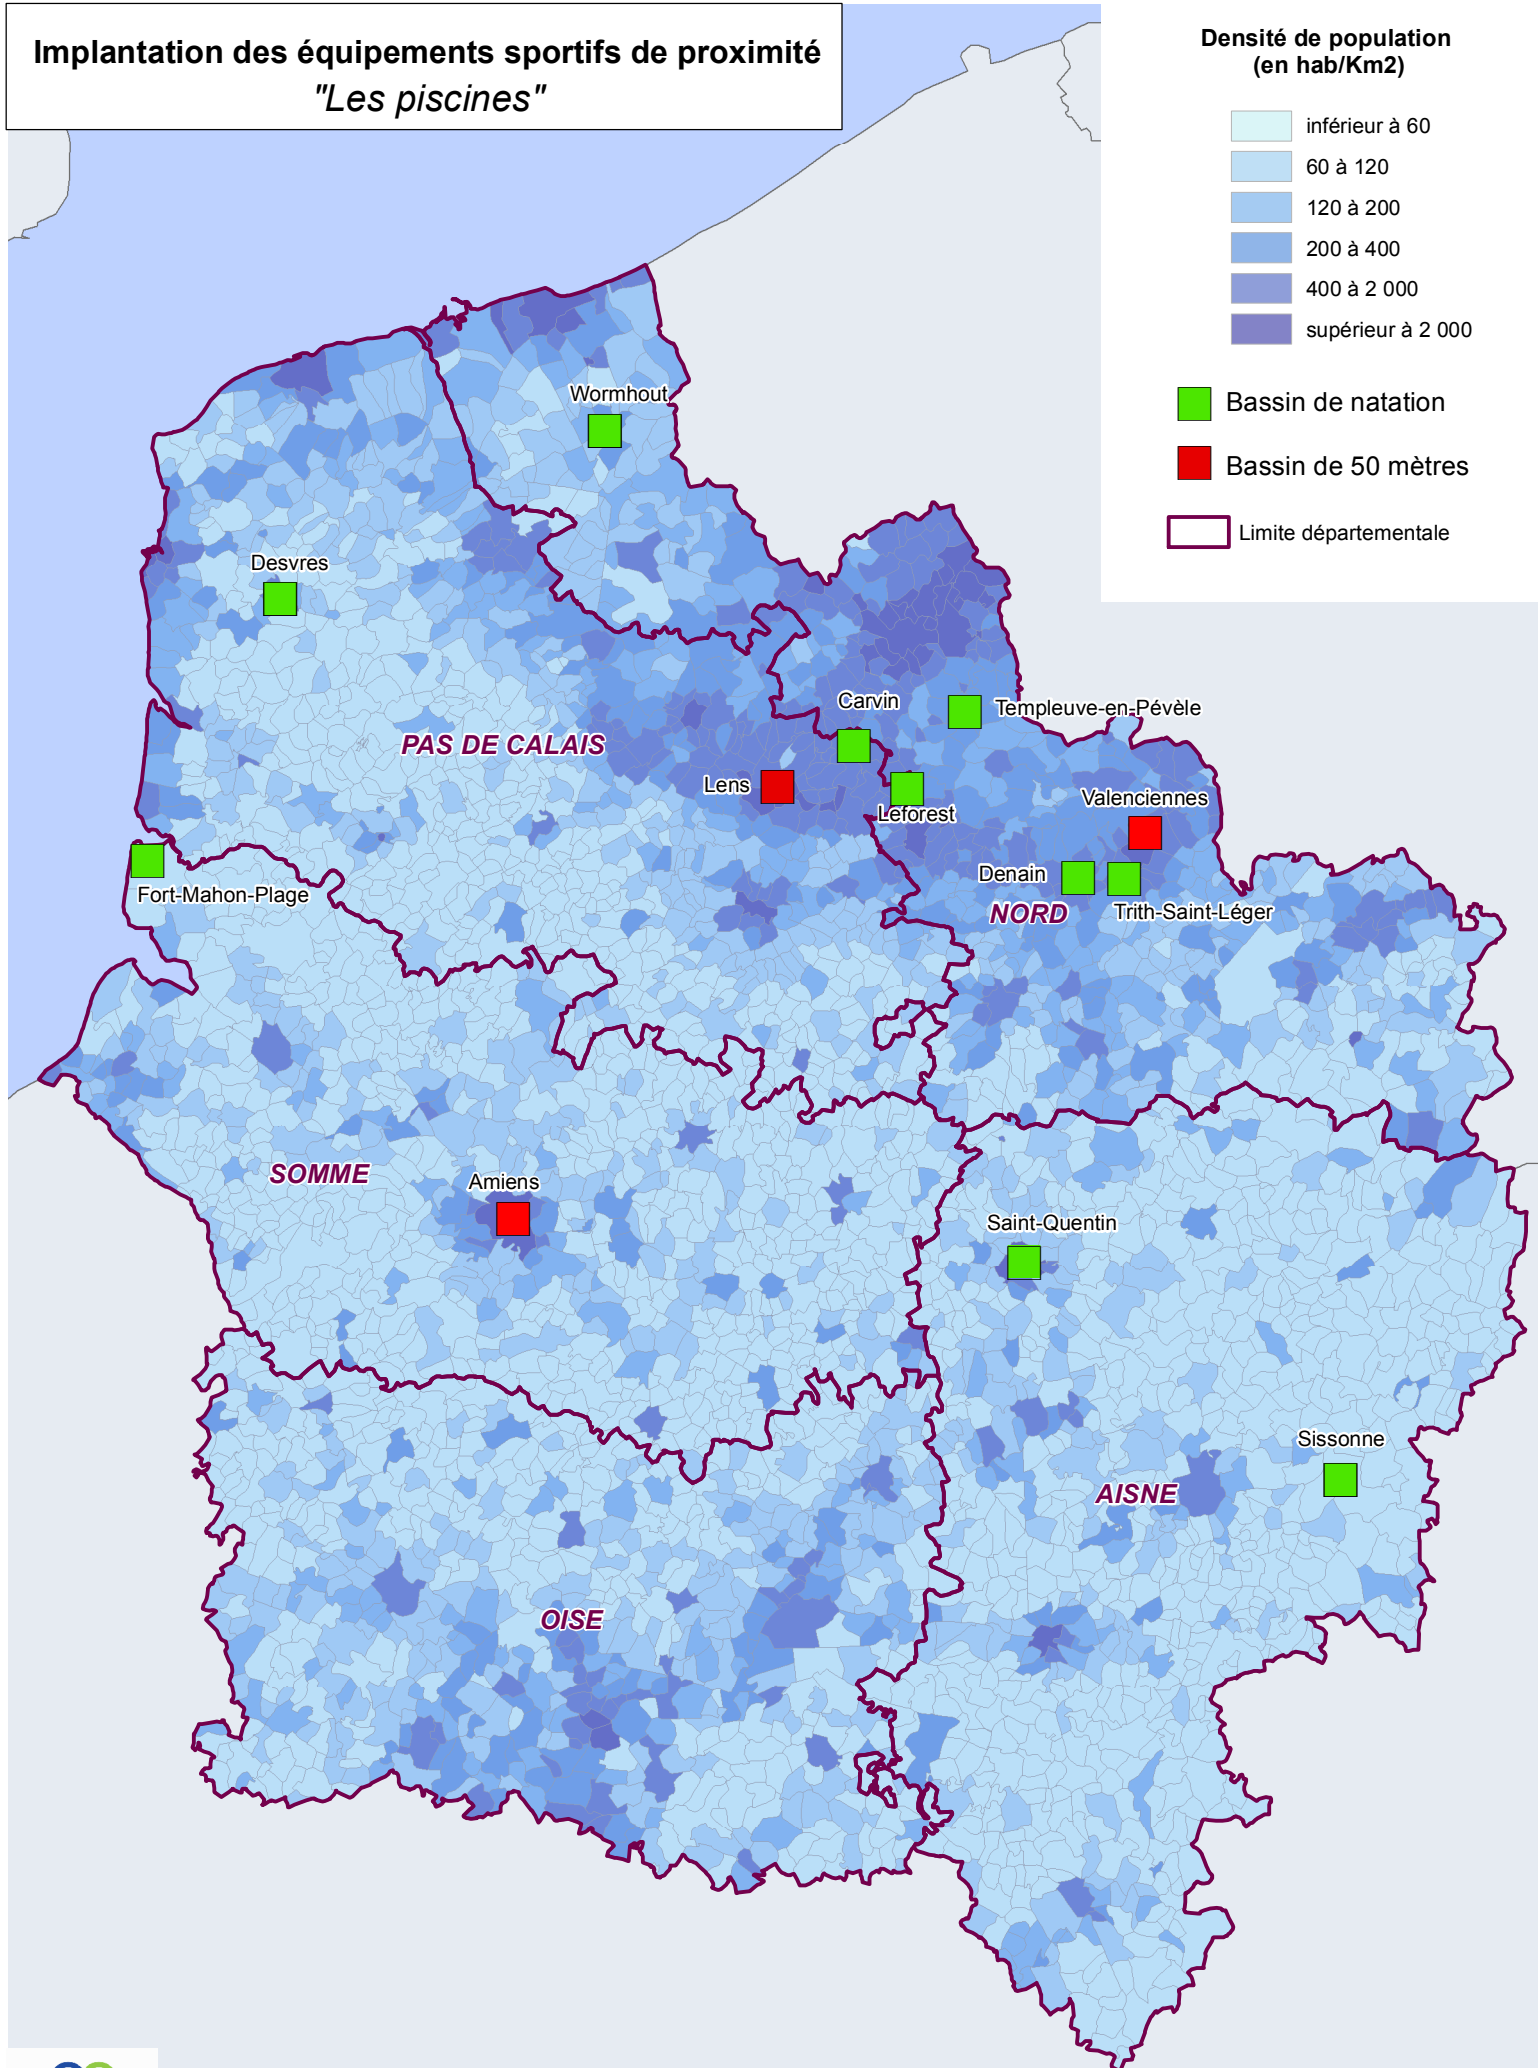 Implantation des équipements sportifs de proximité
"Les piscines"
Densité de population
(en hab/Km2)
inférieur à 60
60 à 120
120 à 200
200 à 400
400 à 2 000
supérieur à 2 000
Bassin de natation
Bassin de 50 mètres
Limite départementale
Wormhout
Desvres
Carvin
Templeuve-en-Pévèle
PAS DE CALAIS
Lens
Leforest
Valenciennes
Denain
Fort-Mahon-Plage
NORD
Trith-Saint-Léger
SOMME
Amiens
Saint-Quentin
Sissonne
AISNE
OISE